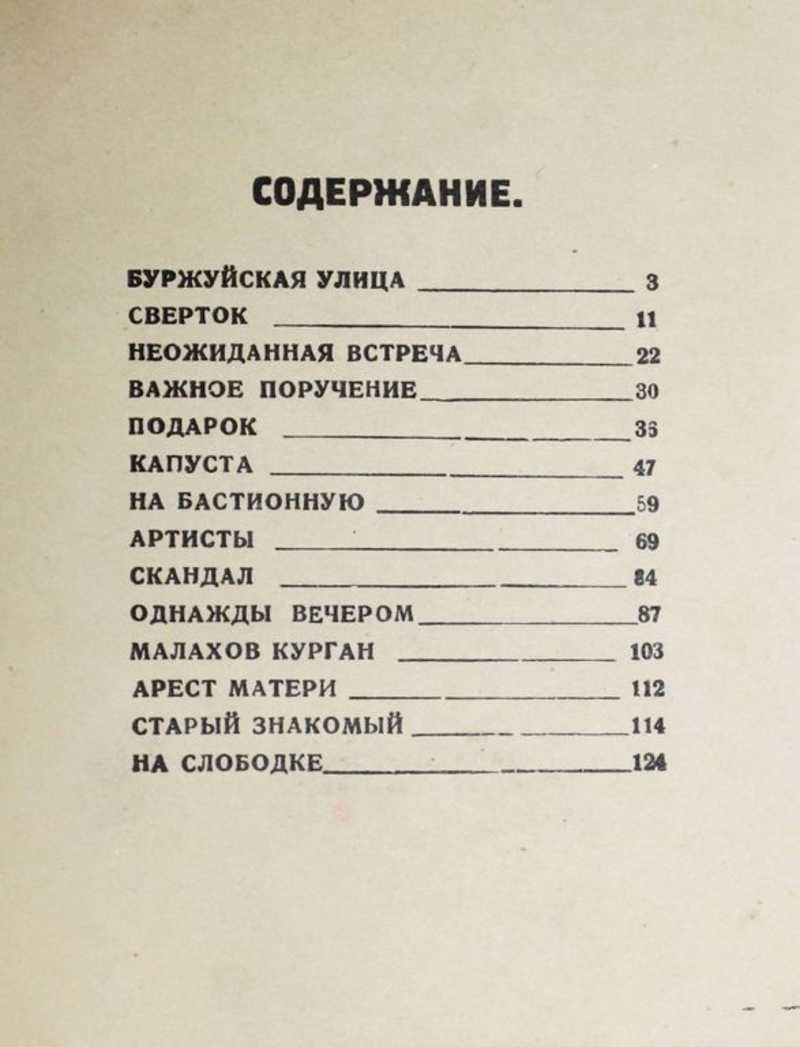 СОДЕРЖАНИЕ.
БУРЖУЙСКАЯ УЛИЦА 3
СВЕРТОК 11
НЕОЖИДАННАЯ ВСТРЕЧА 22
ВАЖНОЕ ПОРУЧЕНИЕ 30
ПОДАРОК
КАПУСТА 47
НА БАСТИОННУЮ 59
АРТИСТЫ 69
СКАНДАЛ 84
ОДНАЖДЫ ВЕЧЕРОМ 87
МАЛАХОВ КУРГАН 103
АРЕСТ МАТЕРИ 112
СТАРЫЙ ЗНАКОМЫЙ 114
НА СЛОБОДКЕ 124